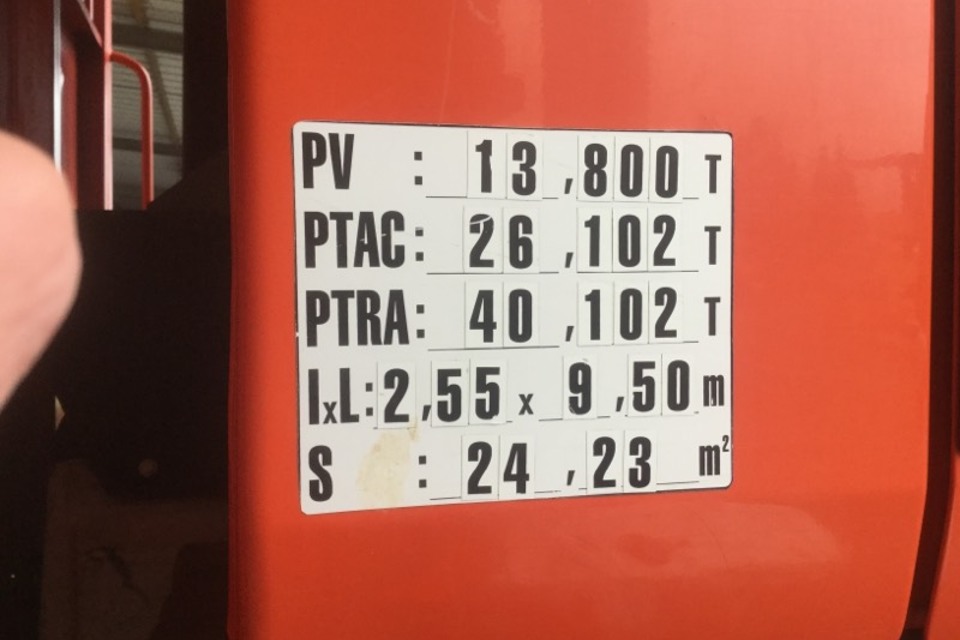 PV : 13,800 T
PTAC : 26,102 T
PTRA : 40,102 T
lxL : 2,55 x 9,50 m
S : 24,23 m²